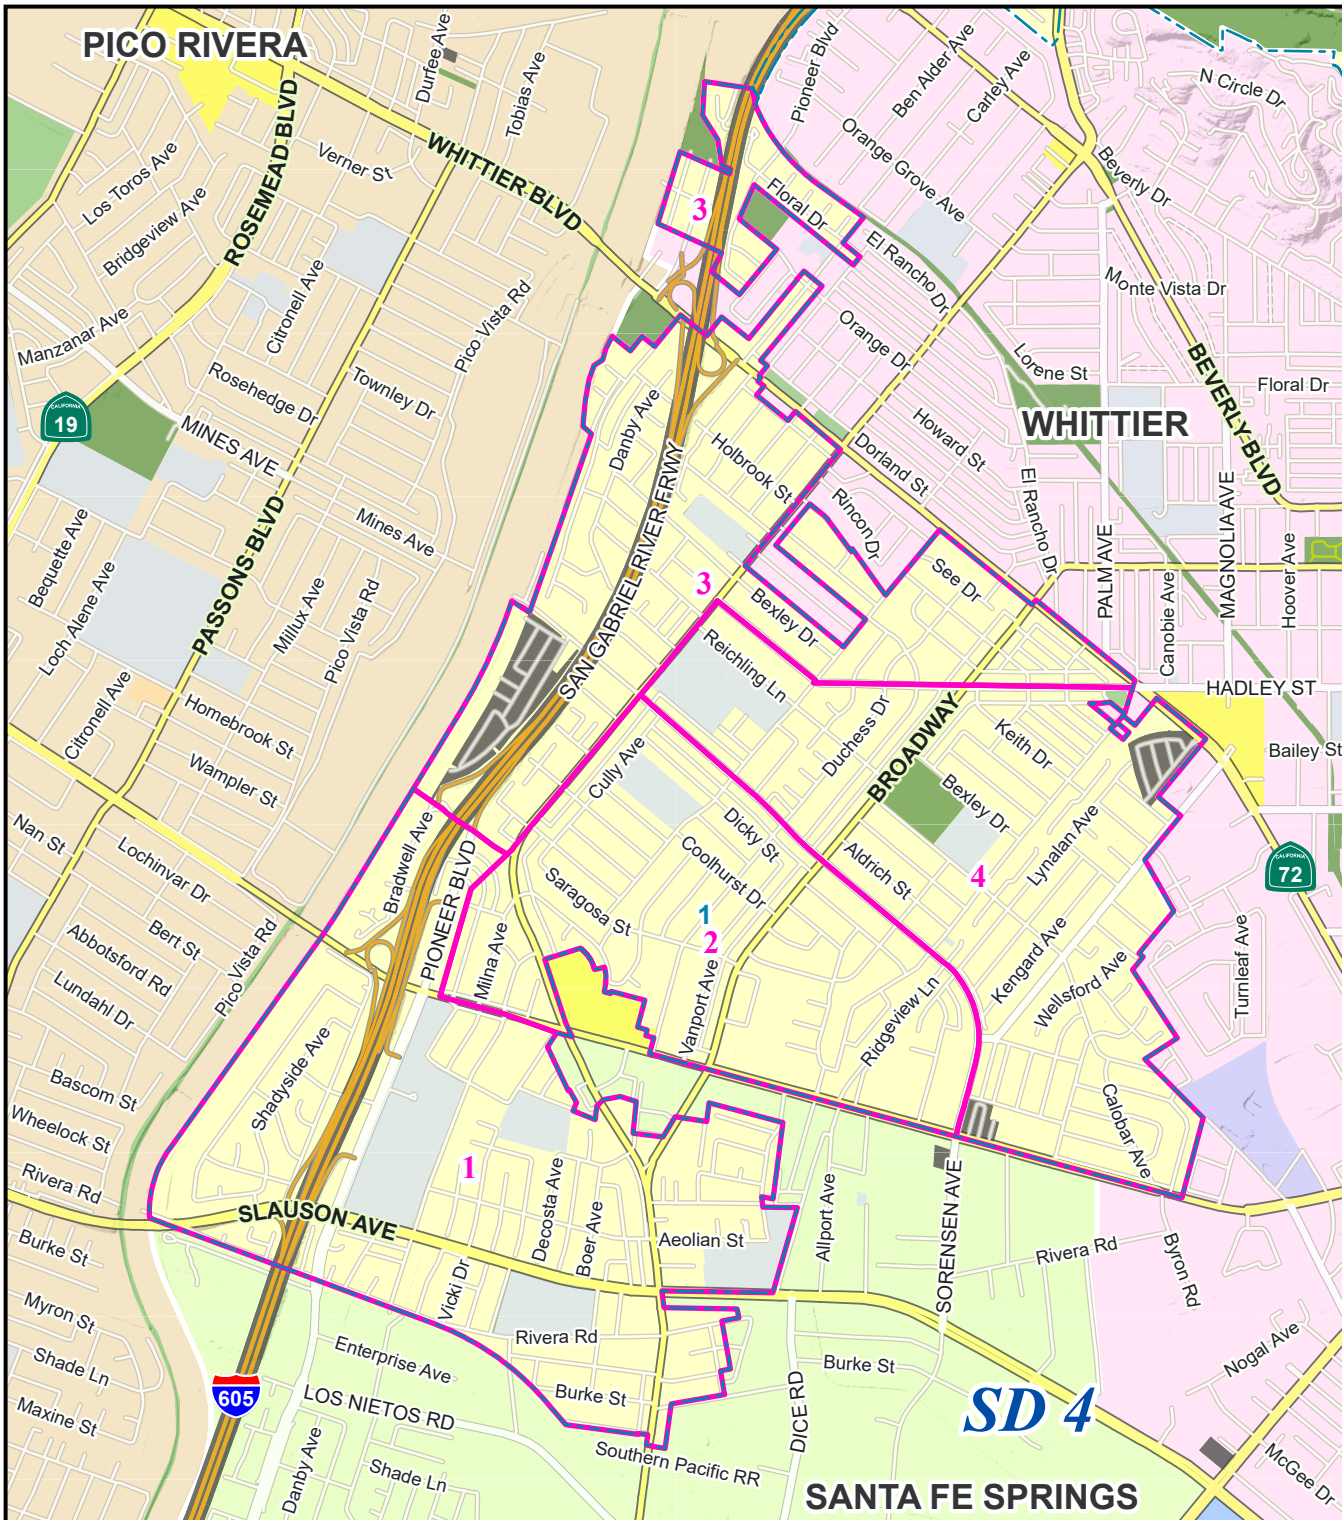 PICO RIVERA
Durfee Ave
Tobias Ave
Pioneer Blvd
Ben Alder Ave
Carley Ave
N Circle Dr
Los Toros Ave
Verner St
WHITTIER BLVD
Orange Grove Ave
Beverly Dr
Bridgeview Ave
ROSEMEAD BLVD
3
Floral Dr
El Rancho Dr
Manzanar Ave
Citronell Ave
Pico Vista Rd
Monte Vista Dr
Orange Dr
Lorene St
BEVERLY BLVD
Floral Dr
Rosehedge Dr
Townley Dr
CALIFORNIA
19
MINES AVE
Danby Ave
Holbrook St
Dorland St
Howard St
WHITTIER
El Rancho Dr
Rincon Dr
PALM AVE
MAGNOLIA AVE
Hoover Ave
Bequette Ave
PASSONS BLVD
Mines Ave
SAN GABRIEL RIVER FRWY
3
See Dr
Loch Alene Ave
Millux Ave
Pico Vista Rd
Bexley Dr
Canobie Ave
Reichling Ln
HADLEY ST
Citronell Ave
Homebrook St
Duchess Dr
BROADWAY
Keith Dr
Bailey St
Wampler St
Cully Ave
Bexley Dr
Nan St
Lochinvar Dr
Bradwell Ave
PIONEER BLVD
Dicky St
Coolhurst Dr
Aldrich St
Lynalan Ave
4
CALIFORNIA
72
Bert St
Saragosa St
1
2
Abbotsford Rd
Pico Vista Rd
Milna Ave
Kengard Ave
Wellsford Ave
Turnleaf Ave
Lundahl Dr
Vanport Ave
Ridgeview Ln
Bascom St
Shadyside Ave
Calobar Ave
Wheelock St
1
Rivera Rd
Decosta Ave
Boer Ave
Allport Ave
SORENSEN AVE
SLAUSON AVE
Aeolian St
Burke St
Rivera Rd
Byron Rd
Vicki Dr
Myron St
Rivera Rd
Enterprise Ave
Burke St
Nogal Ave
Shade Ln
605
LOS NIETOS RD
Burke St
DICE RD
SD 4
Maxine St
Danby Ave
Shade Ln
Southern Pacific RR
McGee Dr
SANTA FE SPRINGS